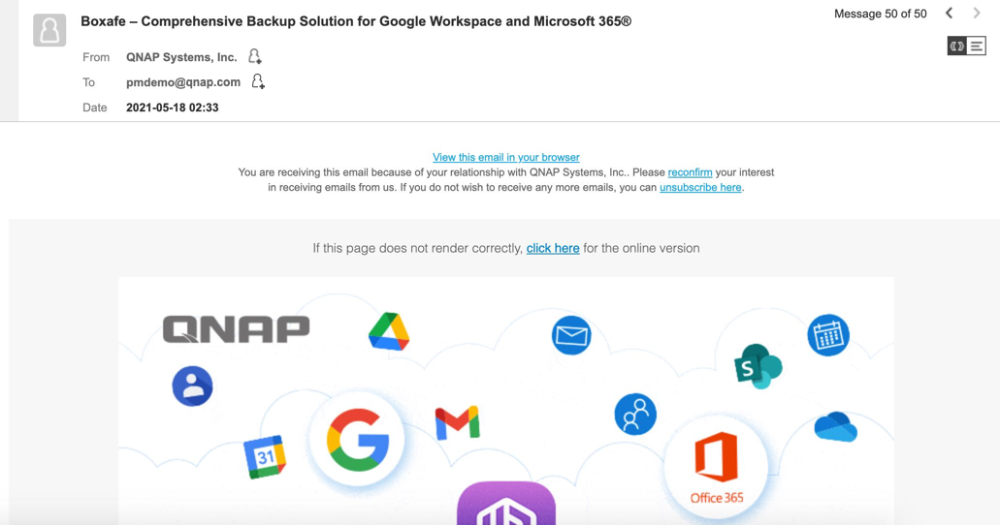 Boxafe – Comprehensive Backup Solution for Google Workspace and Microsoft 365®
Message 50 of 50
From QNAP Systems, Inc.
To pmdemo@qnap.com
Date 2021-05-18 02:33
View this email in your browser
You are receiving this email because of your relationship with QNAP Systems, Inc.. Please reconfirm your interest
in receiving emails from us. If you do not wish to receive any more emails, you can unsubscribe here.
If this page does not render correctly, click here for the online version
QNAP
S
31
G
Office 365